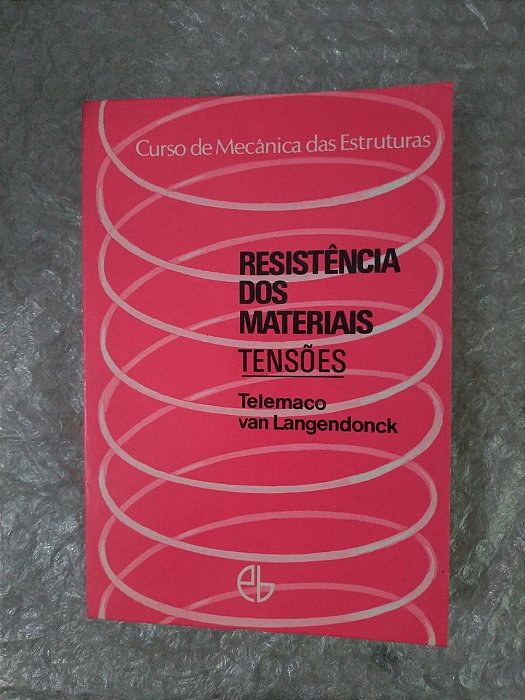 Curso de Mecânica das Estruturas
RESISTÊNCIA
DOS
MATERIAIS
TENSÕES
Telemaco
van Langendonck
eb